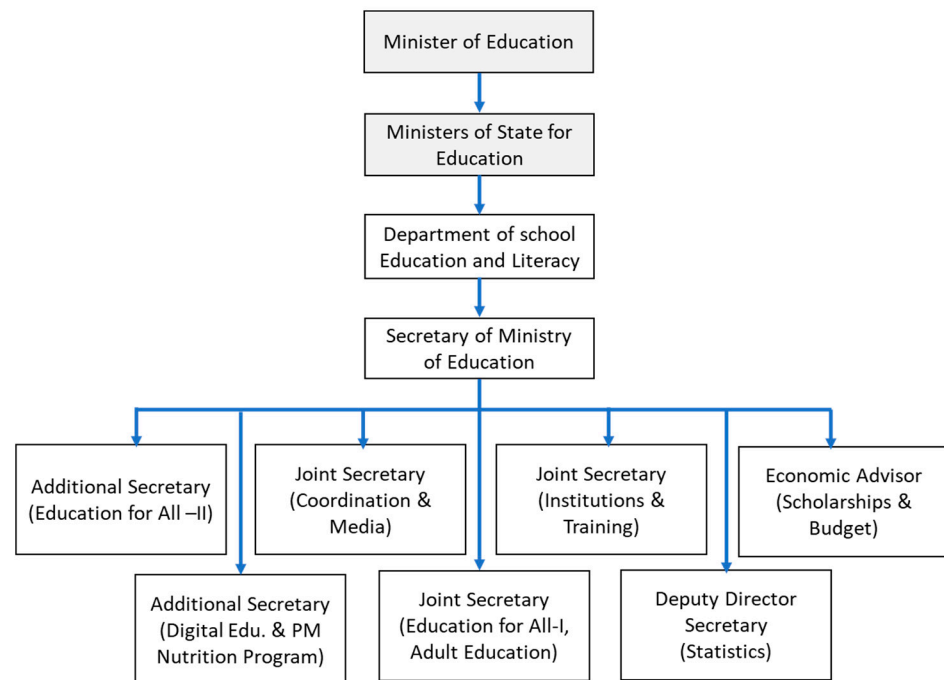 Minister of Education
Ministers of State for
Education
Department of school
Education and Literacy
Secretary of Ministry
of Education
Additional Secretary
(Education for All –II)
Joint Secretary
(Coordination &
Media)
Joint Secretary
(Institutions &
Training)
Economic Advisor
(Scholarships &
Budget)
Additional Secretary
(Digital Edu. & PM
Nutrition Program)
Joint Secretary
(Education for All-I,
Adult Education)
Deputy Director
Secretary
(Statistics)